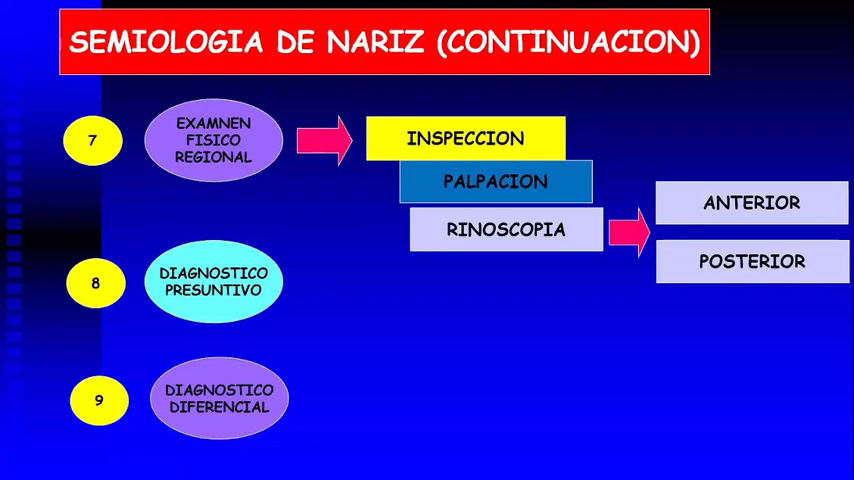 SEMIOLOGIA DE NARIZ (CONTINUACION)
7
EXAMNEN
FISICO
REGIONAL
INSPECCION
PALPACION
RINOSCOPIA
ANTERIOR
POSTERIOR
8
DIAGNOSTICO
PRESUNTIVO
9
DIAGNOSTICO
DIFERENCIAL